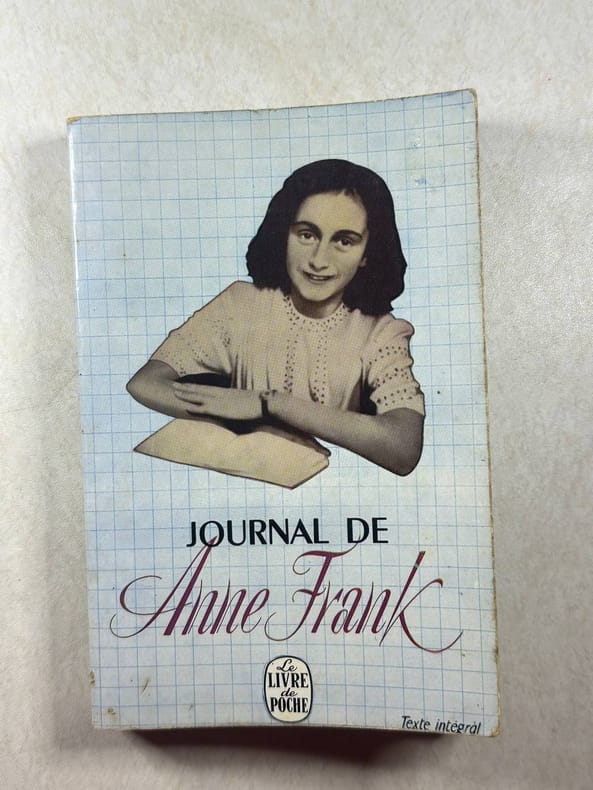 JOURNAL DE
Anne Frank
Le
LIVRE
de
POCHE
Texte intégral